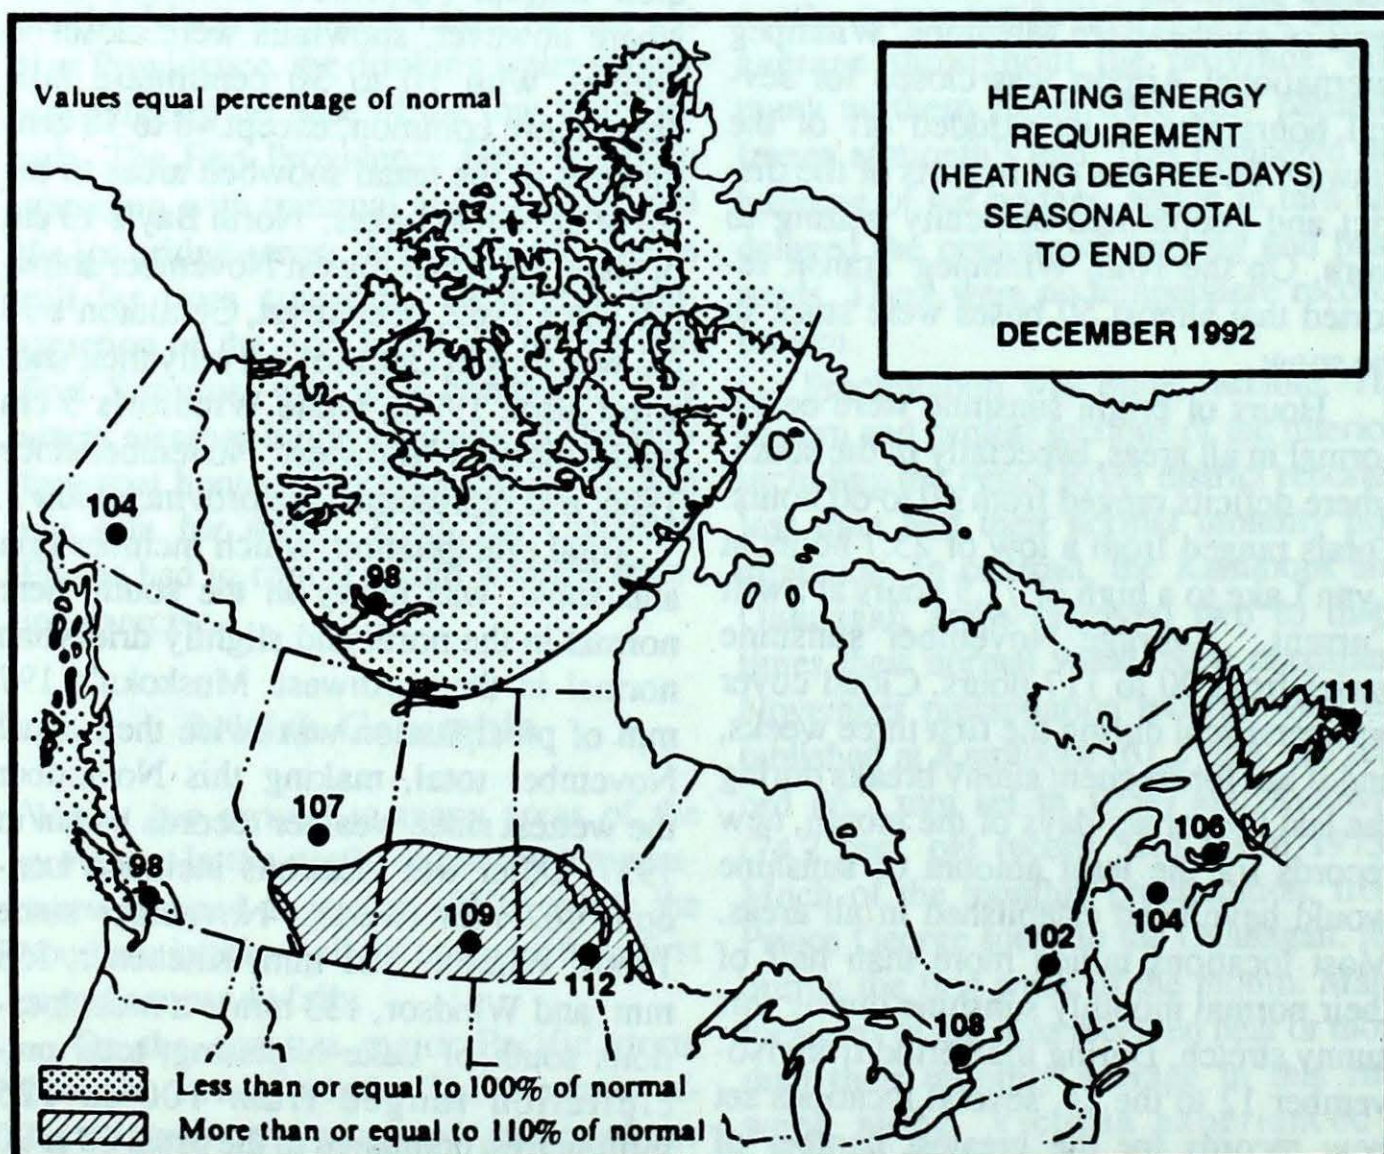 Values equal percentage of normal
HEATING ENERGY
REQUIREMENT
(HEATING DEGREE-DAYS)
SEASONAL TOTAL
TO END OF
DECEMBER 1992
104
98
111
107
106
98
109
104
102
112
108
Less than or equal to 100% of normal
More than or equal to 110% of normal